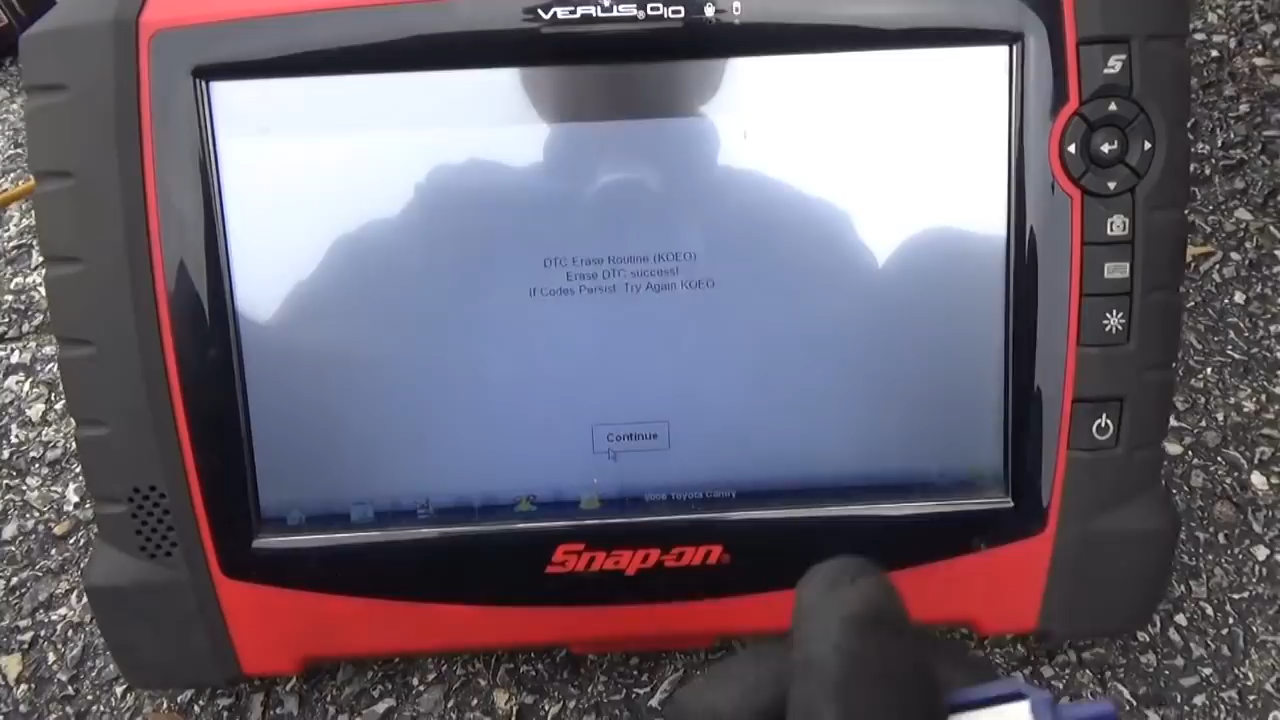 VERUS® PRO
DTC Erase Routine (KOEO)
Erase DTC success!
If Codes Persist Try Again KOEO
Continue
2006 Toyota Camry
Snap-on®